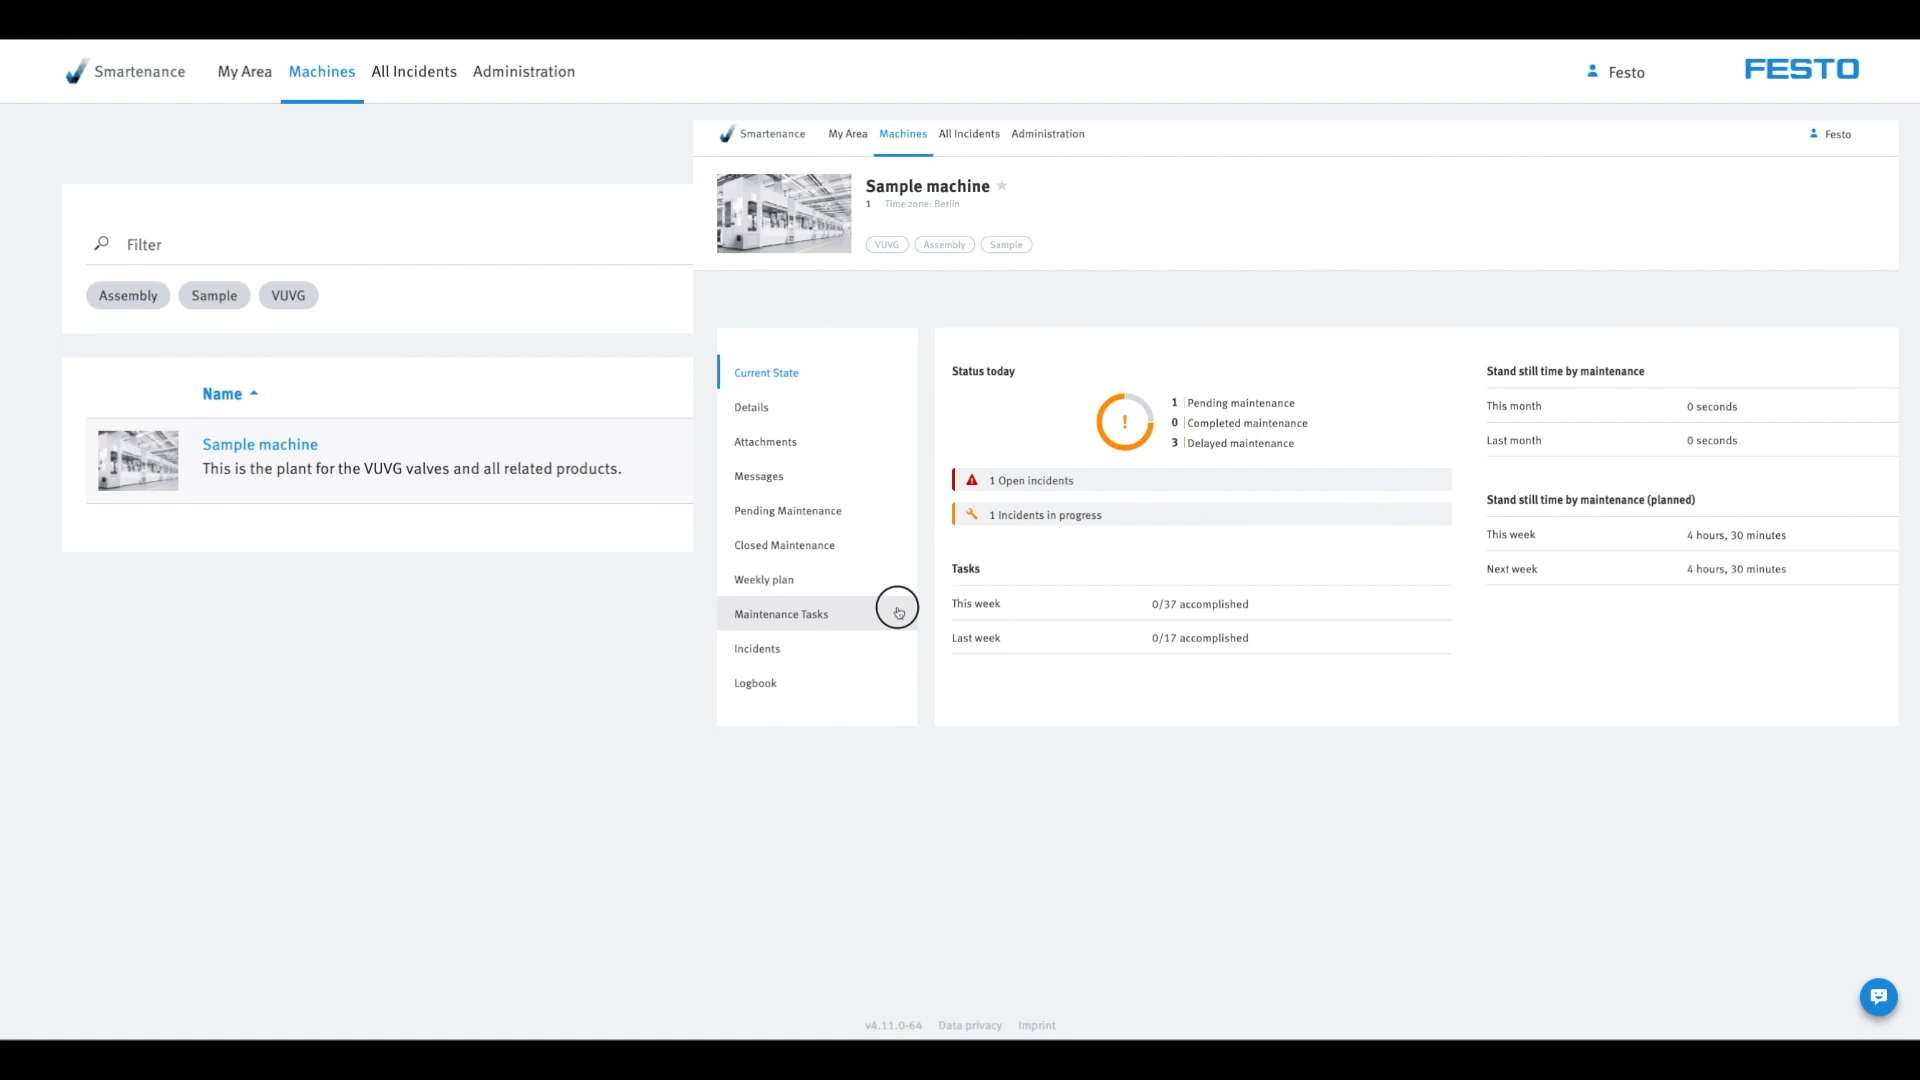 Smartenance My Area Machines All Incidents Administration Festo FESTO
Filter
Assembly Sample VUVG
Name
Sample machine
This is the plant for the VUVG valves and all related products.
Smartenance My Area Machines All Incidents Administration Festo
Sample machine
1 Time zone: Berlin
VUVG Assembly Sample
Current State
Details
Attachments
Messages
Pending Maintenance
Closed Maintenance
Weekly plan
Maintenance Tasks
Incidents
Logbook
Status today
!
1 Pending maintenance
0 Completed maintenance
3 Delayed maintenance
1 Open incidents
1 Incidents in progress
Tasks
This week 0/37 accomplished
Last week 0/17 accomplished
Stand still time by maintenance
This month 0 seconds
Last month 0 seconds
Stand still time by maintenance (planned)
This week 4 hours, 30 minutes
Next week 4 hours, 30 minutes
v4.11.0-64 Data privacy Imprint